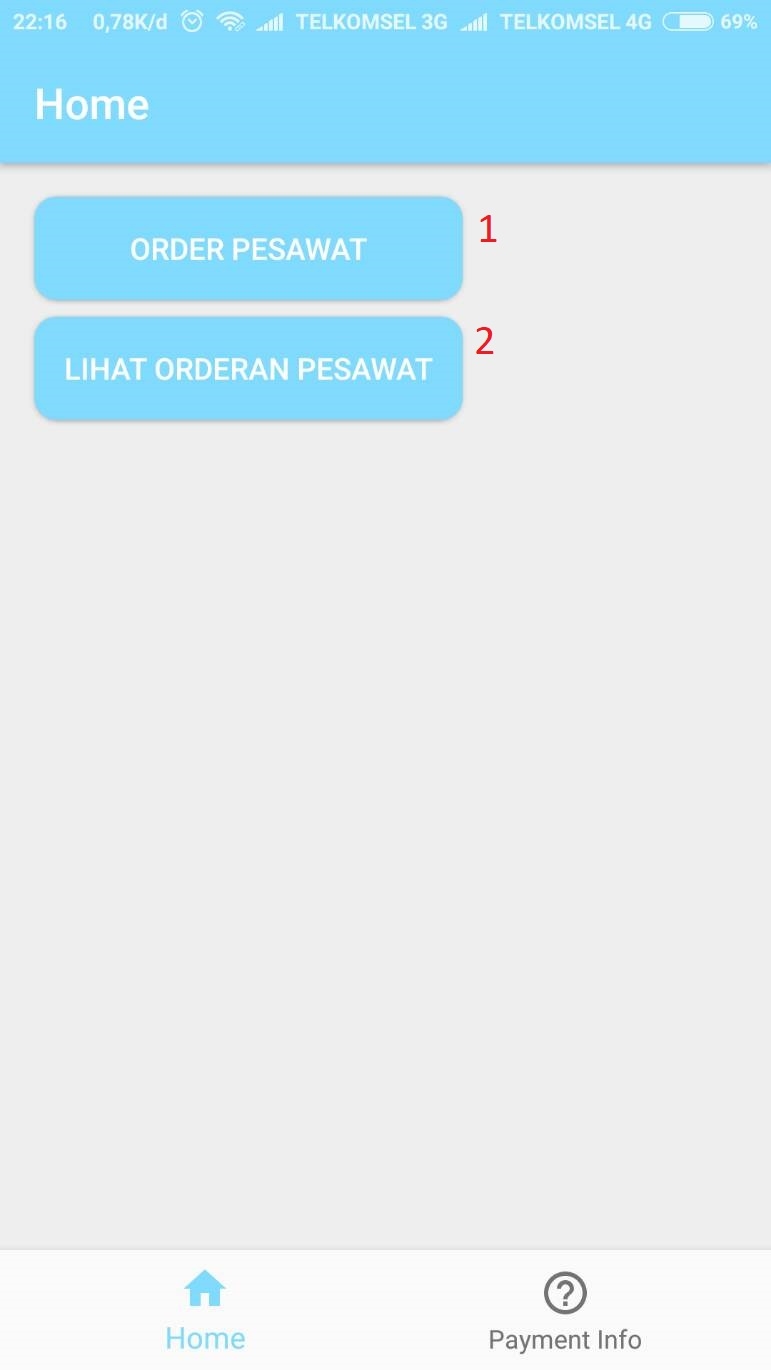 22:16 0,78K/d TELKOMSEL 3G TELKOMSEL 4G 69%
Home
ORDER PESAWAT 1
LIHAT ORDERAN PESAWAT 2
Home Payment Info